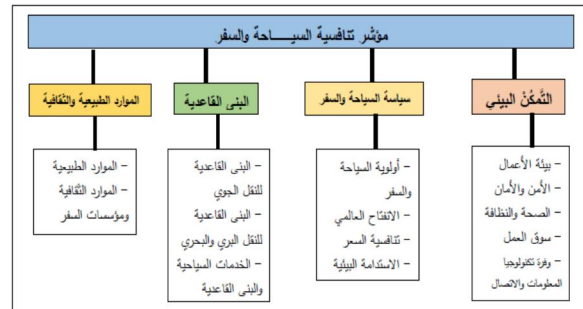 مؤشر تنافسية السيـــــاحة والسفر
التَّمكُنْ البيئي
سياسة السياحة والسفر
البنى القاعدية
الموارد الطبيعية والثقافية
– بيئة الأعمال
– الأمن والأمان
– الصحة والنظافة
– سوق العمل
– وفرة تكنولوجيا
المعلومات والاتصال
– أولوية السياحة
والسفر
– الانفتاح العالمي
– تنافسية السعر
– الاستدامة البيئية
– البنى القاعدية
للنقل الجوي
– البنى القاعدية
للنقل البري والبحري
– الخدمات السياحية
والبنى القاعدية
– الموارد الطبيعية
– الموارد الثقافية
ومؤسسات السفر